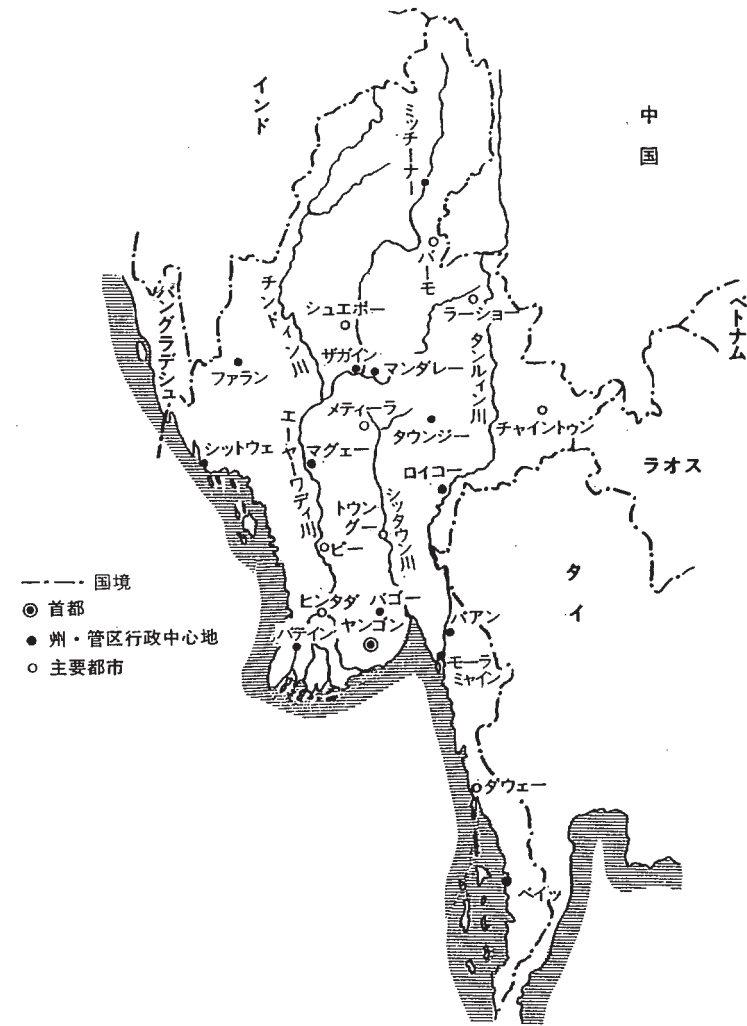 インド
中国
ミッチーナー
バーモ
バングラデシュ
チンドウィン川
シュエボー
ラーショー
ベトナム
ザガイン
マンダレー
ファラン
タンルィン川
メティーラ
タウンジー
チャイントゥン
エーヤーワディ川
シットウェ
マグェー
ロイコー
ラオス
トウングー
シッタウン川
ピー
タイ
国境
首都
州・管区行政中心地
主要都市
ヒンタダ
バゴー
パテイン
ヤンゴン
パアン
モーラミャイン
ダウェー
ベイッ